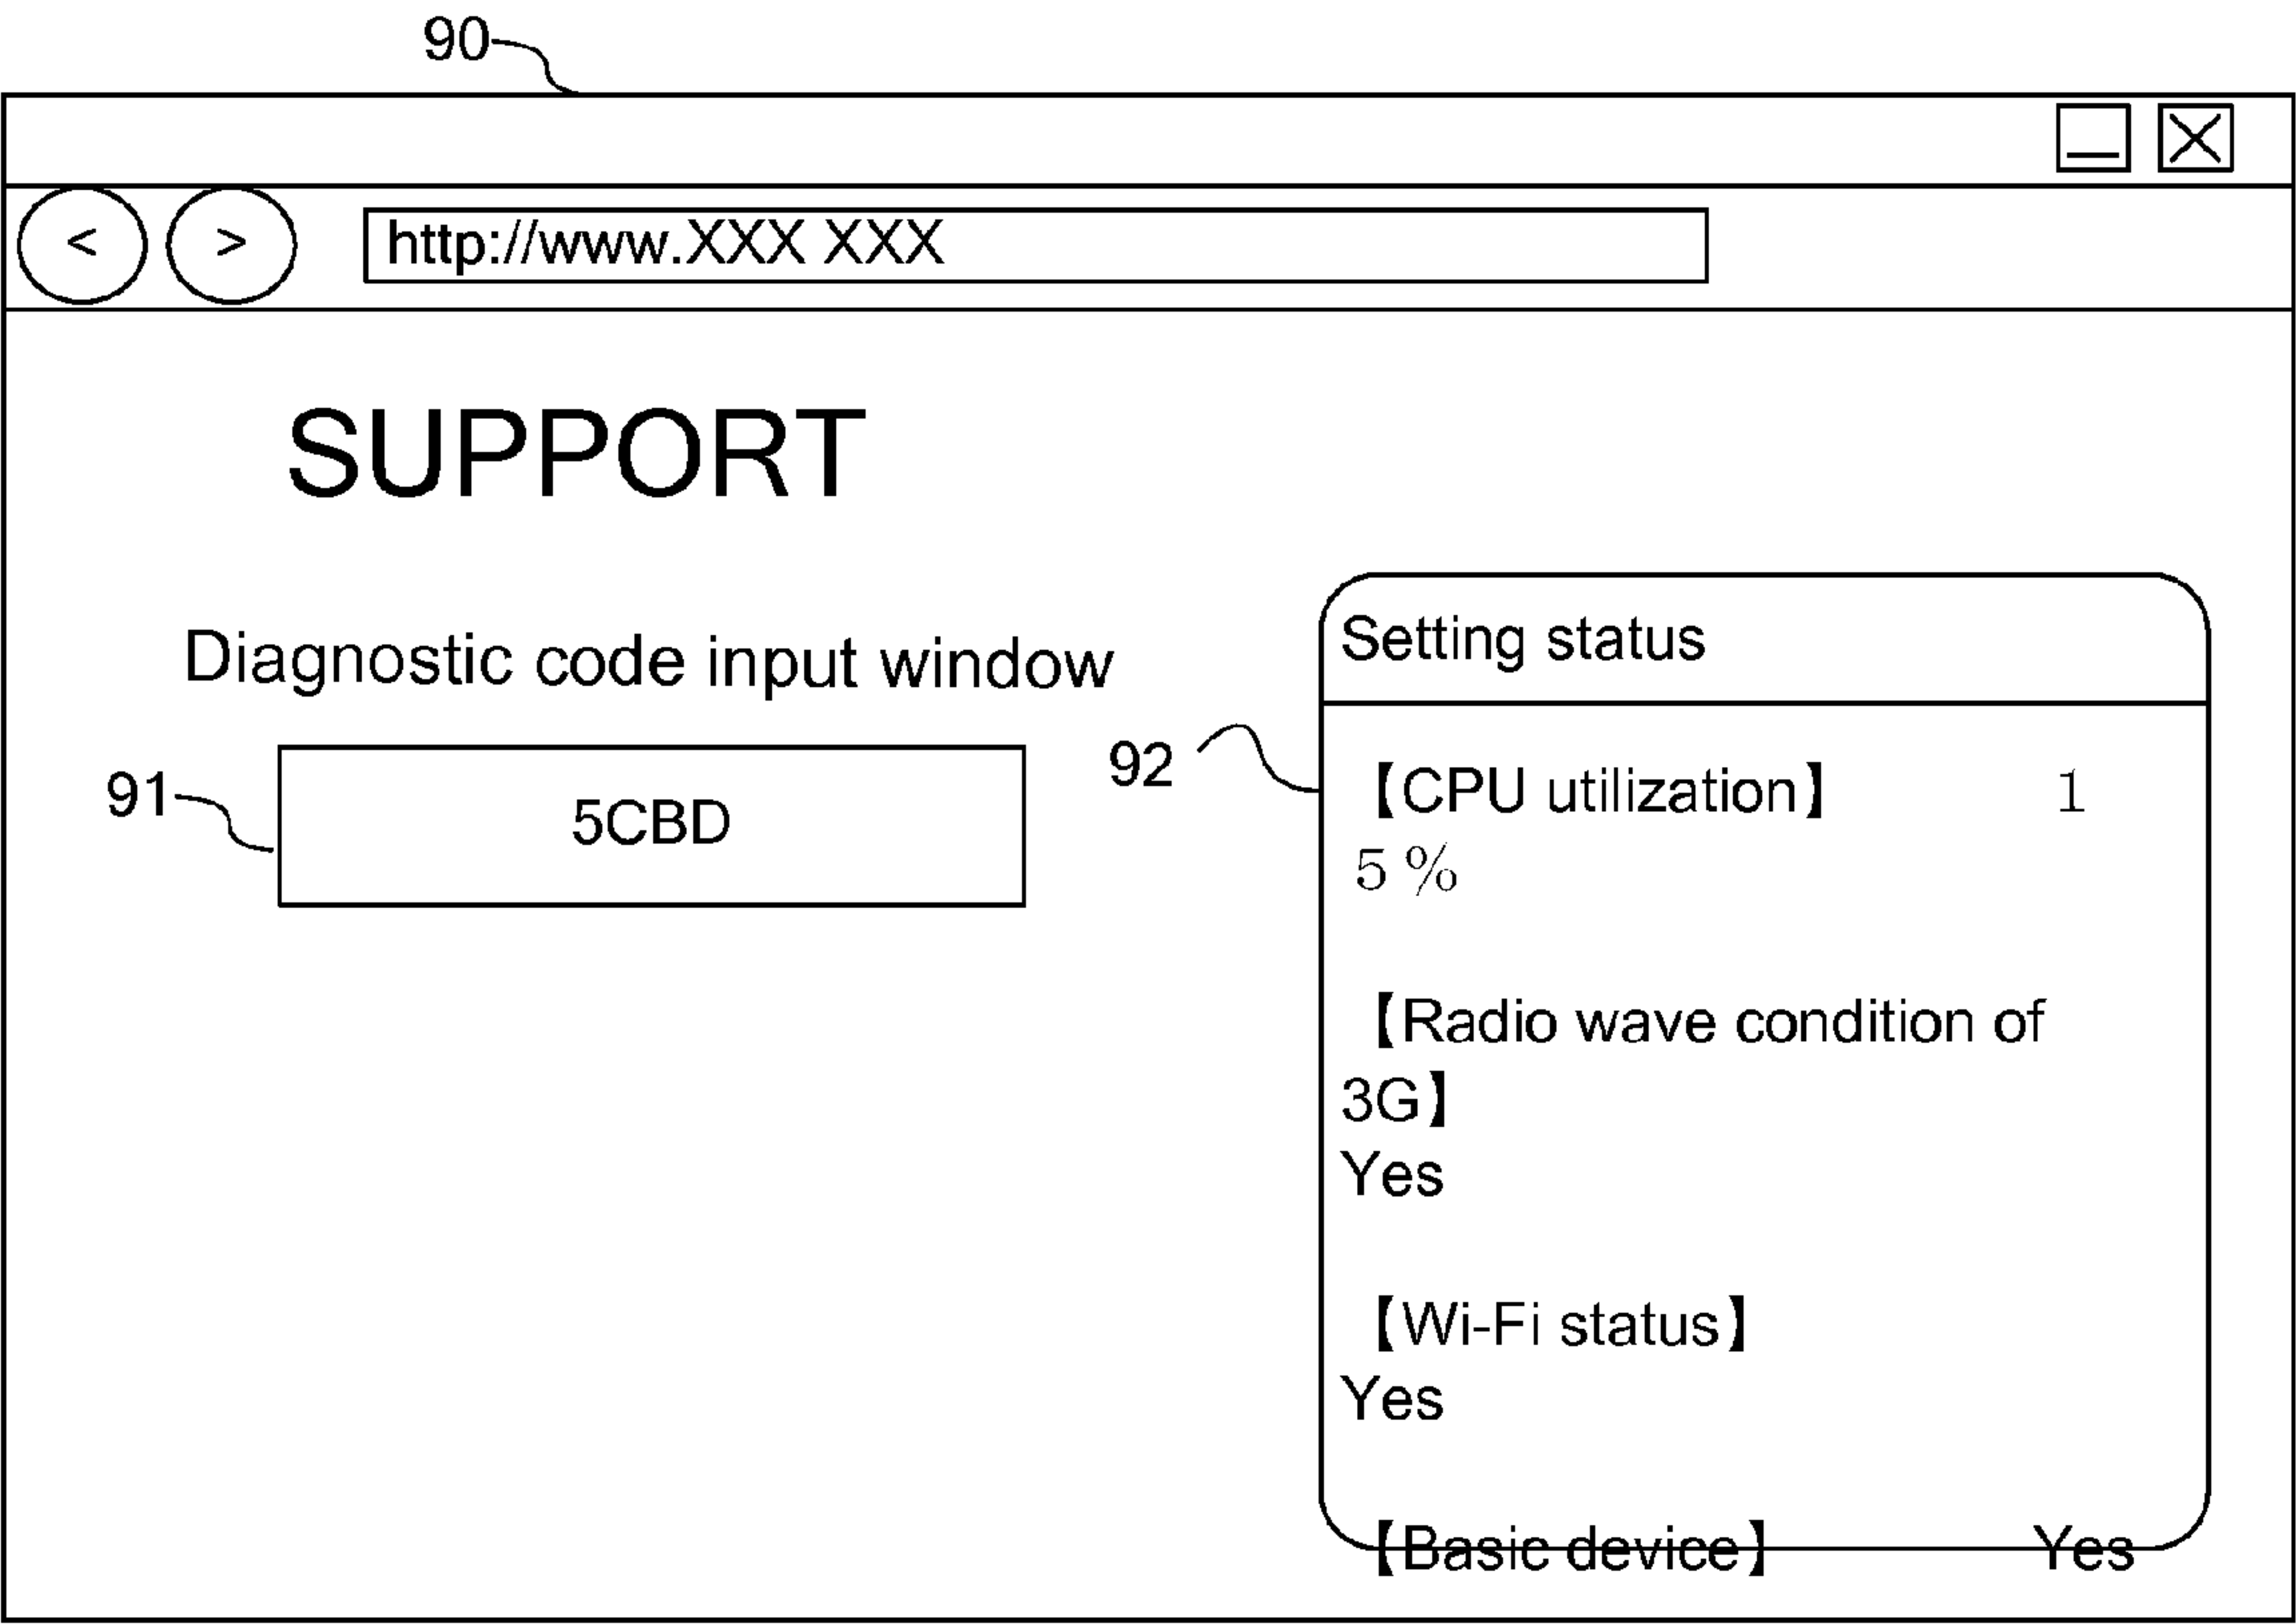 90
< > http://www.XXX XXX
SUPPORT
Diagnostic code input window
91
5CBD
92
Setting status
【CPU utilization】 1
5%
【Radio wave condition of
3G】
Yes
【Wi-Fi status】
Yes
【Basic device】 Yes